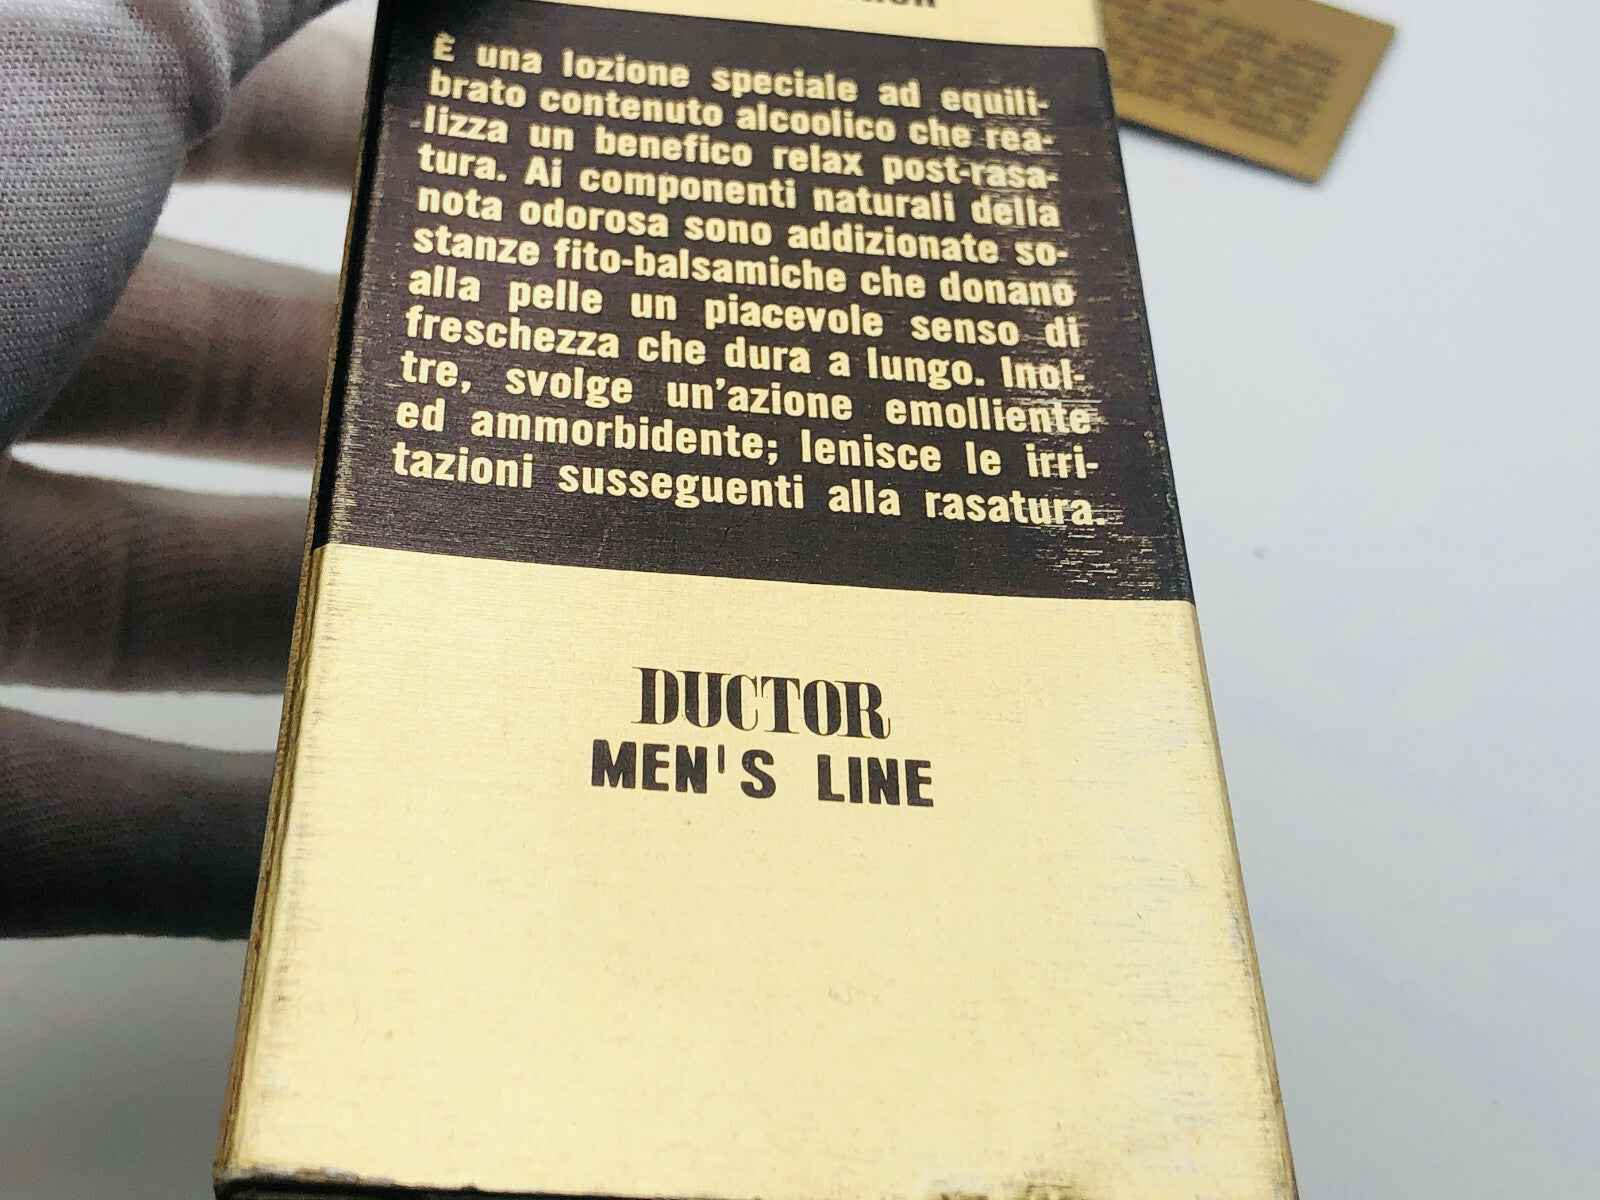 È una lozione speciale ad equili-
brato contenuto alcoolico che rea-
lizza un benefico relax post-rasa-
tura. Ai componenti naturali della
nota odorosa sono addizionate so-
stanze fito-balsamiche che donano
alla pelle un piacevole senso di
freschezza che dura a lungo. Inol-
tre, svolge un'azione emolliente
ed ammorbidente; lenisce le irri-
tazioni susseguenti alla rasatura.
DUCTOR
MEN'S LINE